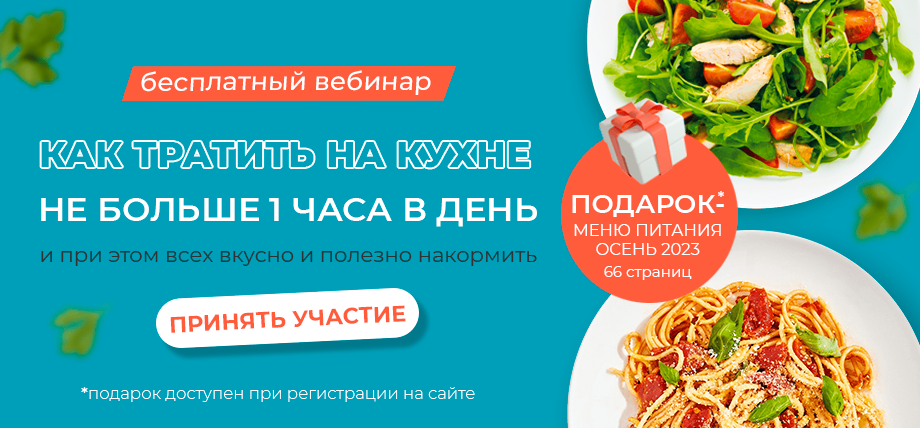 бесплатный вебинар
КАК ТРАТИТЬ НА КУХНЕ
НЕ БОЛЬШЕ 1 ЧАСА В ДЕНЬ
и при этом всех вкусно и полезно накормить
ПРИНЯТЬ УЧАСТИЕ
*подарок доступен при регистрации на сайте
ПОДАРОК-*
МЕНЮ ПИТАНИЯ
ОСЕНЬ 2023
66 страниц